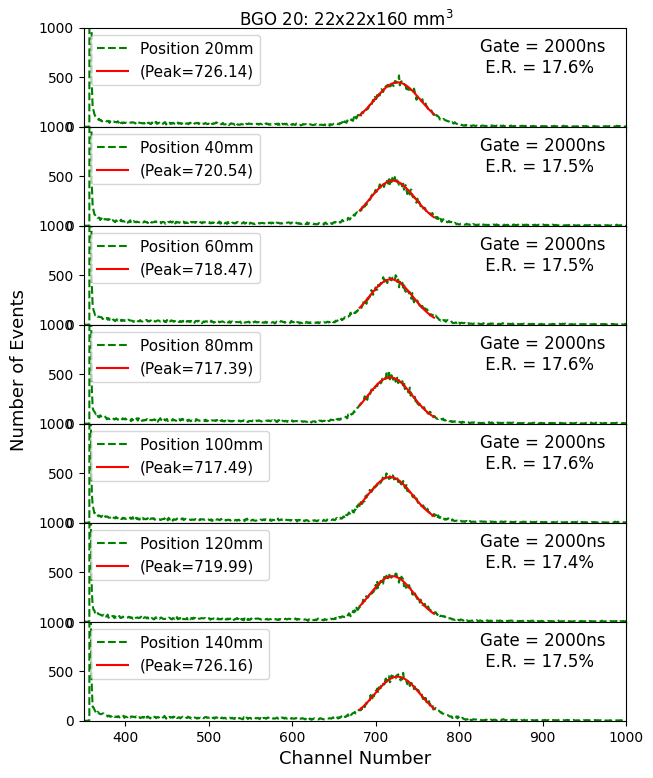 BGO 20: 22x22x160 mm³
1000
Position 20mm
(Peak=726.14)
Gate = 2000ns
E.R. = 17.6%
500
0
1000
Position 40mm
(Peak=720.54)
Gate = 2000ns
E.R. = 17.5%
500
0
1000
Position 60mm
(Peak=718.47)
Gate = 2000ns
E.R. = 17.5%
500
0
1000
Position 80mm
(Peak=717.39)
Gate = 2000ns
E.R. = 17.6%
500
0
1000
Position 100mm
(Peak=717.49)
Gate = 2000ns
E.R. = 17.6%
500
0
1000
Position 120mm
(Peak=719.99)
Gate = 2000ns
E.R. = 17.4%
500
0
1000
Position 140mm
(Peak=726.16)
Gate = 2000ns
E.R. = 17.5%
500
0
Number of Events
400 500 600 700 800 900 1000
Channel Number